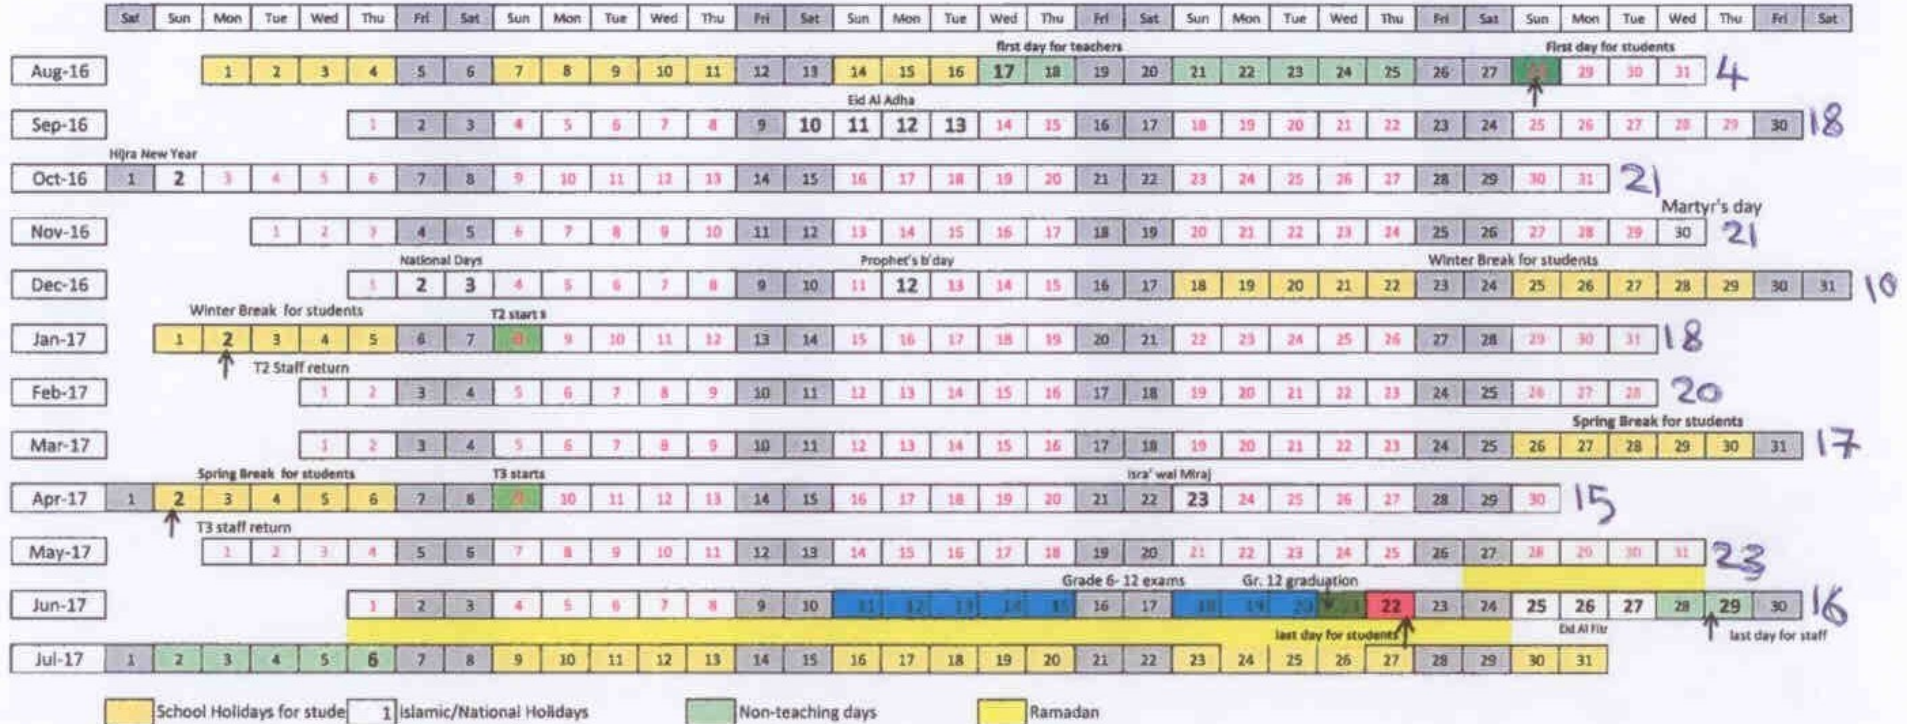 Sat Sun Mon Tue Wed Thu Fri Sat Sun Mon Tue Wed Thu Fri Sat Sun Mon Tue Wed Thu Fri Sat Sun Mon Tue Wed Thu Fri Sat Sun Mon Tue Wed Thu Fri Sat
first day for teachers First day for students
Aug-16 1 2 3 4 5 6 7 8 9 10 11 12 13 14 15 16 17 18 19 20 21 22 23 24 25 26 27 28 29 30 31 4
Eid Al Adha
Sep-16 1 2 3 4 5 6 7 8 9 10 11 12 13 14 15 16 17 18 19 20 21 22 23 24 25 26 27 28 29 30 18
Hijra New Year
Oct-16 1 2 3 4 5 6 7 8 9 10 11 12 13 14 15 16 17 18 19 20 21 22 23 24 25 26 27 28 29 30 31 21
Martyr's day
Nov-16 1 2 3 4 5 6 7 8 9 10 11 12 13 14 15 16 17 18 19 20 21 22 23 24 25 26 27 28 29 30 21
National Days Prophet's b'day Winter Break for students
Dec-16 1 2 3 4 5 6 7 8 9 10 11 12 13 14 15 16 17 18 19 20 21 22 23 24 25 26 27 28 29 30 31 10
Winter Break for students T2 start s
Jan-17 1 2 3 4 5 6 7 8 9 10 11 12 13 14 15 16 17 18 19 20 21 22 23 24 25 26 27 28 29 30 31 18
T2 Staff return
Feb-17 1 2 3 4 5 6 7 8 9 10 11 12 13 14 15 16 17 18 19 20 21 22 23 24 25 26 27 28 20
Spring Break for students
Mar-17 1 2 3 4 5 6 7 8 9 10 11 12 13 14 15 16 17 18 19 20 21 22 23 24 25 26 27 28 29 30 31 17
Spring Break for students T3 starts Isra' wal Miraj
Apr-17 1 2 3 4 5 6 7 8 9 10 11 12 13 14 15 16 17 18 19 20 21 22 23 24 25 26 27 28 29 30 15
T3 staff return
May-17 1 2 3 4 5 6 7 8 9 10 11 12 13 14 15 16 17 18 19 20 21 22 23 24 25 26 27 28 29 30 31 23
Grade 6- 12 exams Gr. 12 graduation
Jun-17 1 2 3 4 5 6 7 8 9 10 11 12 13 14 15 16 17 18 19 20 21 22 23 24 25 26 27 28 29 30 16
last day for students Eid Al Fitr last day for staff
Jul-17 1 2 3 4 5 6 7 8 9 10 11 12 13 14 15 16 17 18 19 20 21 22 23 24 25 26 27 28 29 30 31
School Holidays for stude 1 Islamic/National Holidays Non-teaching days Ramadan